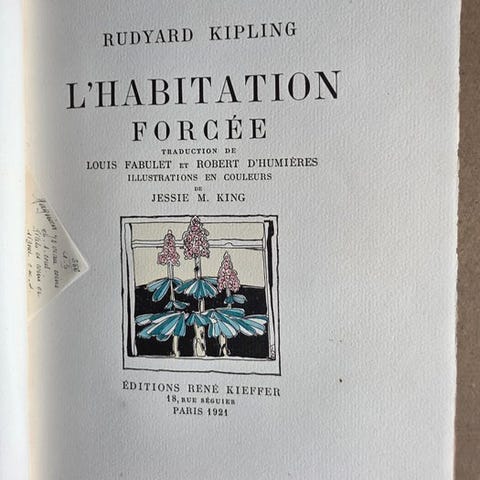 RUDYARD KIPLING
L'HABITATION
FORCÉE
TRADUCTION DE
LOUIS FABULET ET ROBERT D'HUMIÈRES
ILLUSTRATIONS EN COULEURS
DE
JESSIE M. KING
ÉDITIONS RENÉ KIEFFER
18, RUE SÉGUIER
PARIS 1921